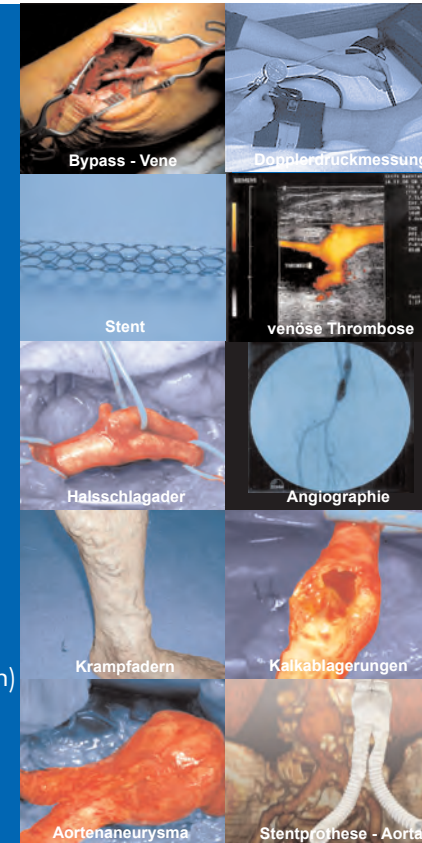 Bypass - Vene
Dopplerdruckmessung
Stent
venöse Thrombose
Halsschlagader
Angiographie
Krampfadern
Kalkablagerungen
n)
Aortenaneurysma
Stentprothese - Aorta